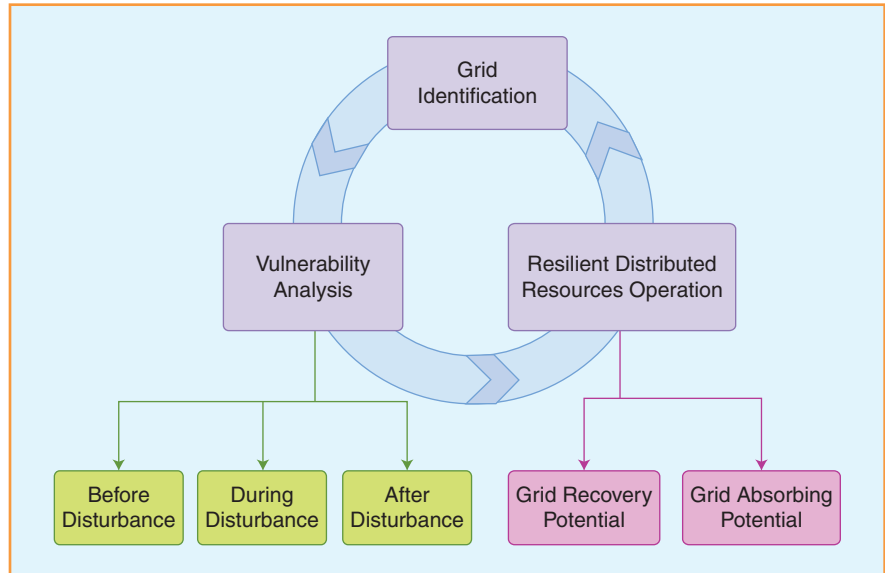 Grid
Identification
Vulnerability
Analysis
Resilient Distributed
Resources Operation
Before
Disturbance
During
Disturbance
After
Disturbance
Grid Recovery
Potential
Grid Absorbing
Potential